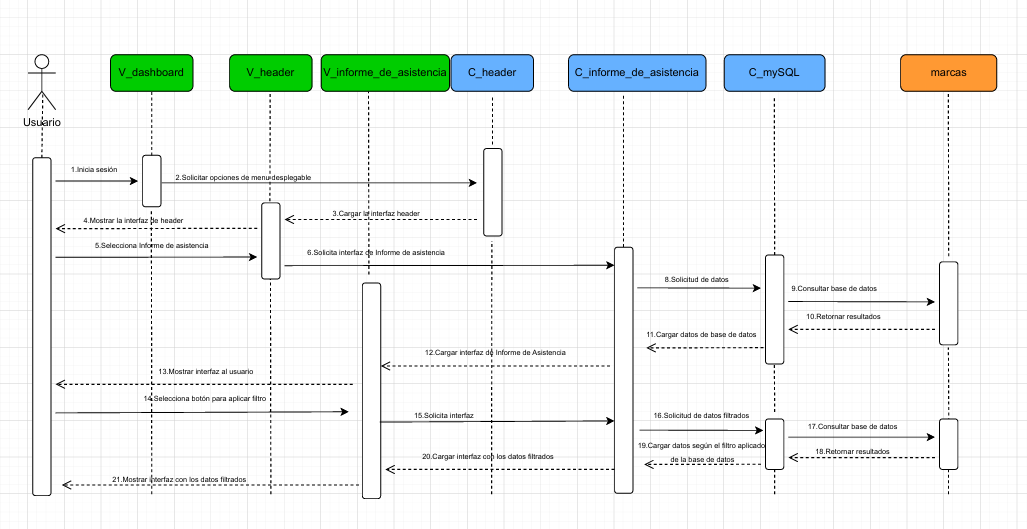 V_dashboard
V_header
V_informe_de_asistencia
C_header
C_informe_de_asistencia
C_mySQL
marcas
Usuario
1.Inicia sesión
2.Solicitar opciones de menu desplegable
3.Cargar la interfaz header
4.Mostrar la interfaz de header
5.Selecciona Informe de asistencia
6.Solicita interfaz de Informe de asistencia
8.Solicitud de datos
9.Consultar base de datos
10.Retornar resultados
11.Cargar datos de base de datos
12.Cargar interfaz de Informe de Asistencia
13.Mostrar interfaz al usuario
14.Selecciona botón para aplicar filtro
15.Solicita interfaz
16.Solicitud de datos filtrados
17.Consultar base de datos
18.Retornar resultados
19.Cargar datos según el filtro aplicado
de la base de datos
20.Cargar interfaz con los datos filtrados
21.Mostrar interfaz con los datos filtrados